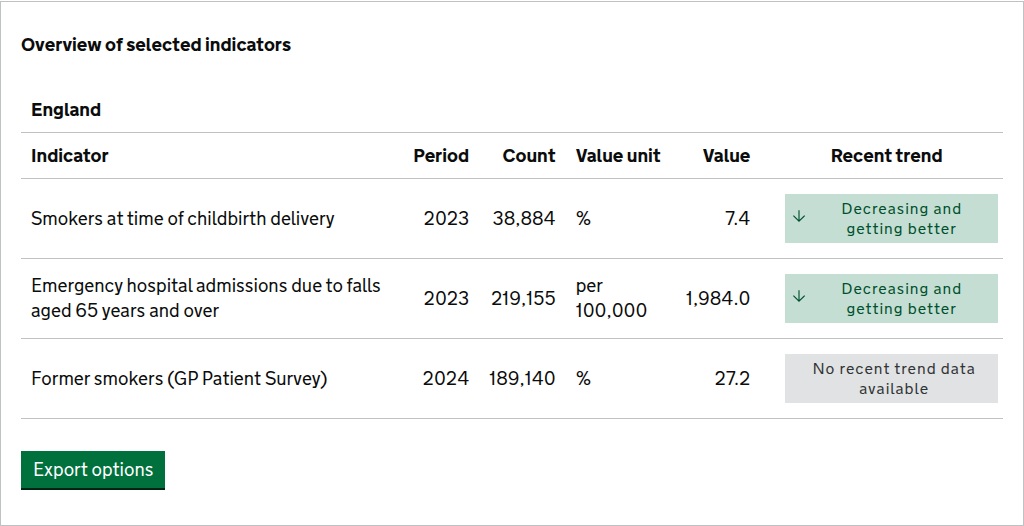 Overview of selected indicators
England
Indicator Period Count Value unit Value Recent trend
Smokers at time of childbirth delivery 2023 38,884 % 7.4 Decreasing and
getting better
Emergency hospital admissions due to falls
aged 65 years and over 2023 219,155 per
100,000 1,984.0 Decreasing and
getting better
Former smokers (GP Patient Survey) 2024 189,140 % 27.2 No recent trend data
available
Export options